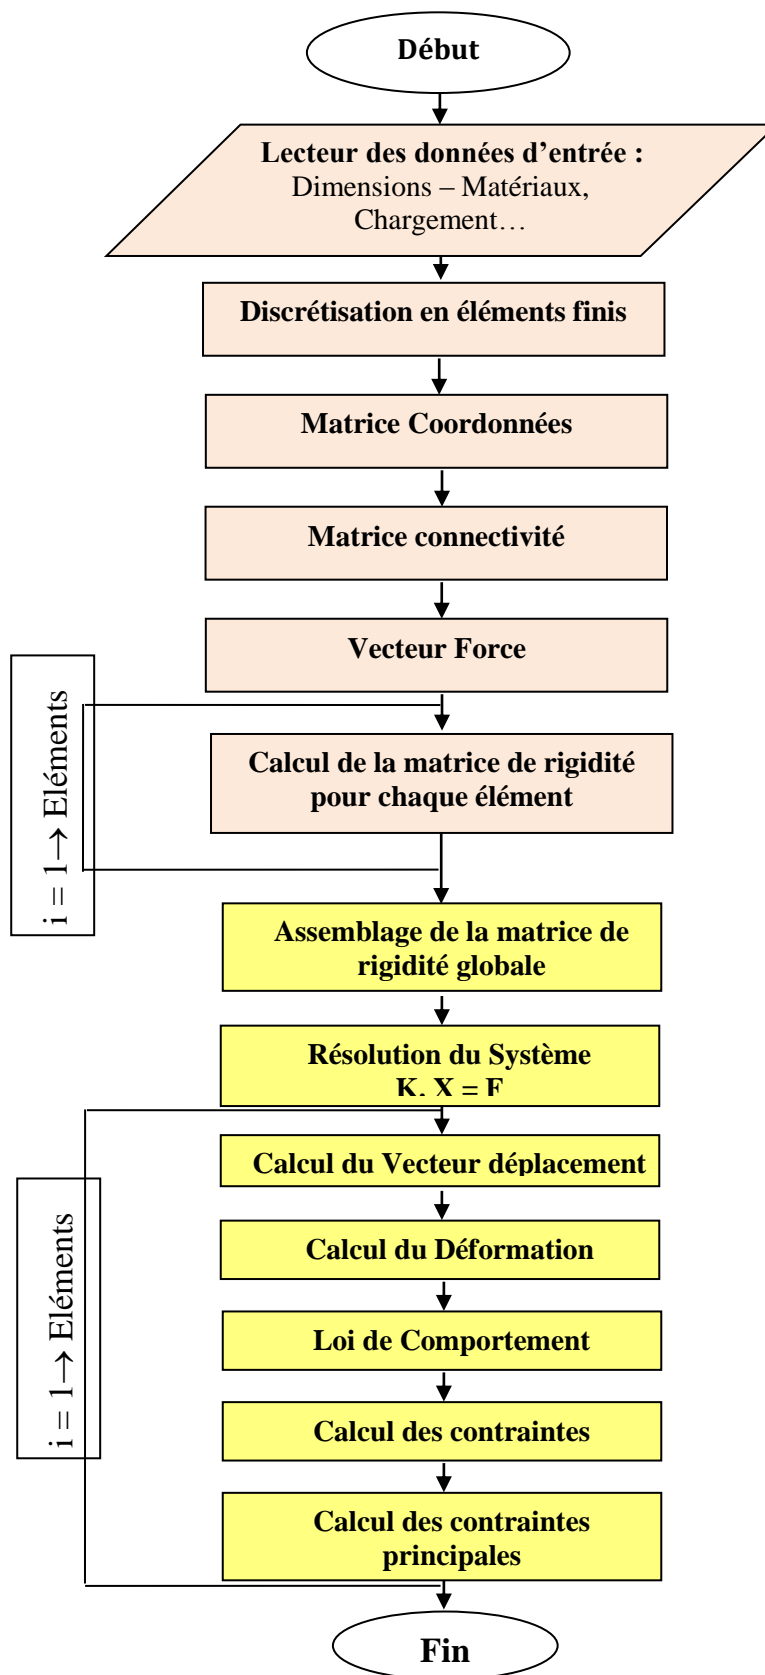 Début
Lecteur des données d’entrée :
Dimensions – Matériaux,
Chargement…
Discrétisation en éléments finis
Matrice Coordonnées
Matrice connectivité
Vecteur Force
i = 1→ Eléments
Calcul de la matrice de rigidité
pour chaque élément
Assemblage de la matrice de
rigidité globale
Résolution du Système
K. X = F
Calcul du Vecteur déplacement
i = 1→ Eléments
Calcul du Déformation
Loi de Comportement
Calcul des contraintes
Calcul des contraintes
principales
Fin